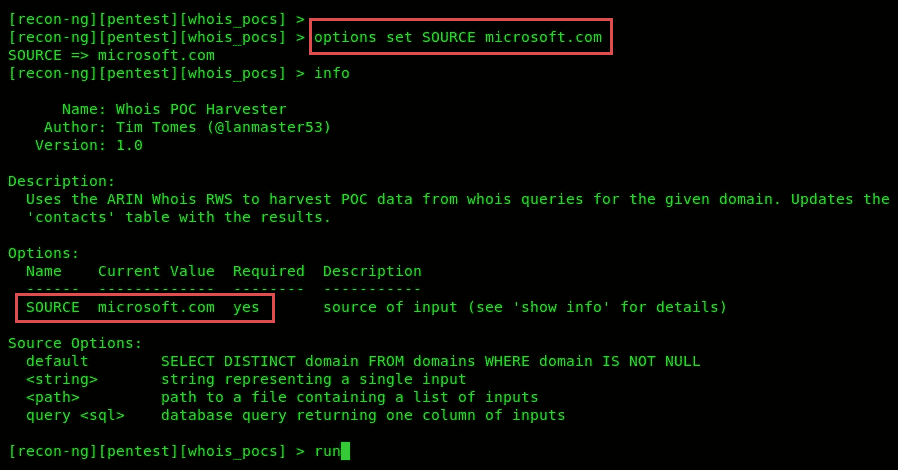 [recon-ng][pentest][whois_pocs] >
[recon-ng][pentest][whois_pocs] > options set SOURCE microsoft.com
SOURCE => microsoft.com
[recon-ng][pentest][whois_pocs] > info
Name: Whois POC Harvester
Author: Tim Tomes (@lanmaster53)
Version: 1.0
Description:
Uses the ARIN Whois RWS to harvest POC data from whois queries for the given domain. Updates the
'contacts' table with the results.
Options:
Name Current Value Required Description
------ ------------- -------- -----------
SOURCE microsoft.com yes source of input (see 'show info' for details)
Source Options:
default SELECT DISTINCT domain FROM domains WHERE domain IS NOT NULL
<string> string representing a single input
<path> path to a file containing a list of inputs
query <sql> database query returning one column of inputs
[recon-ng][pentest][whois_pocs] > run